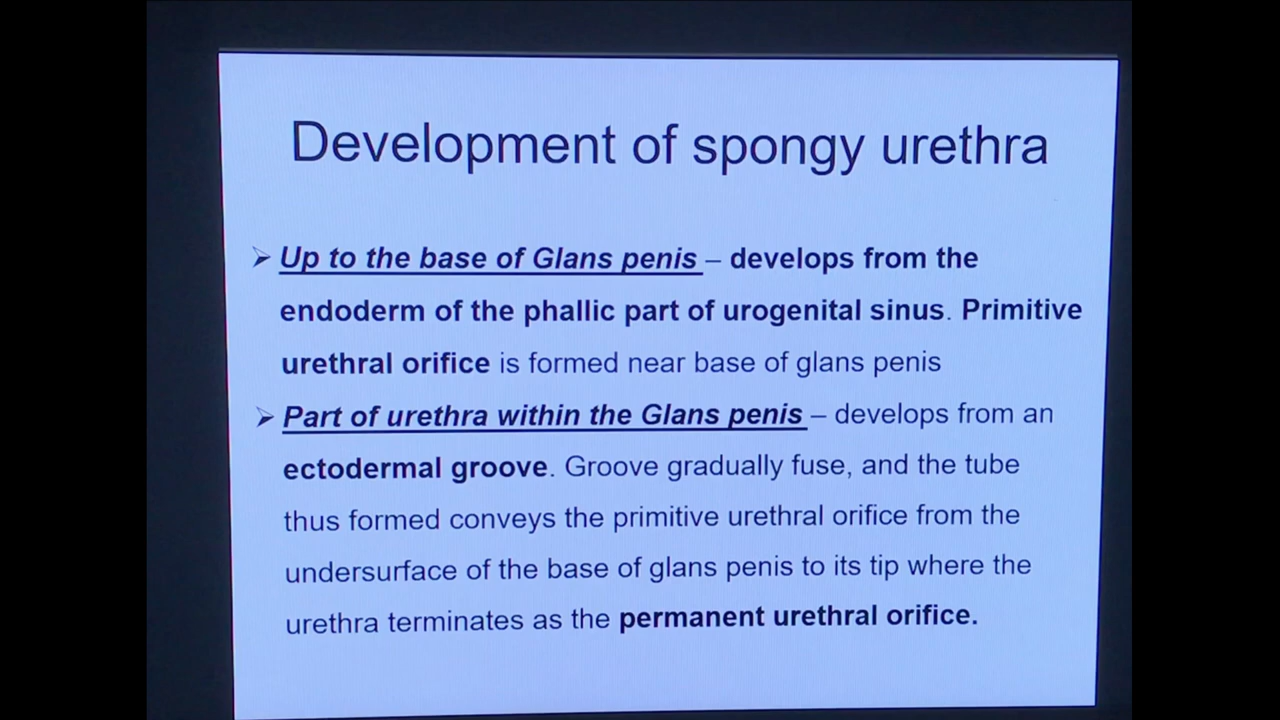 Development of spongy urethra
➢ Up to the base of Glans penis – develops from the
endoderm of the phallic part of urogenital sinus. Primitive
urethral orifice is formed near base of glans penis
➢ Part of urethra within the Glans penis – develops from an
ectodermal groove. Groove gradually fuse, and the tube
thus formed conveys the primitive urethral orifice from the
undersurface of the base of glans penis to its tip where the
urethra terminates as the permanent urethral orifice.